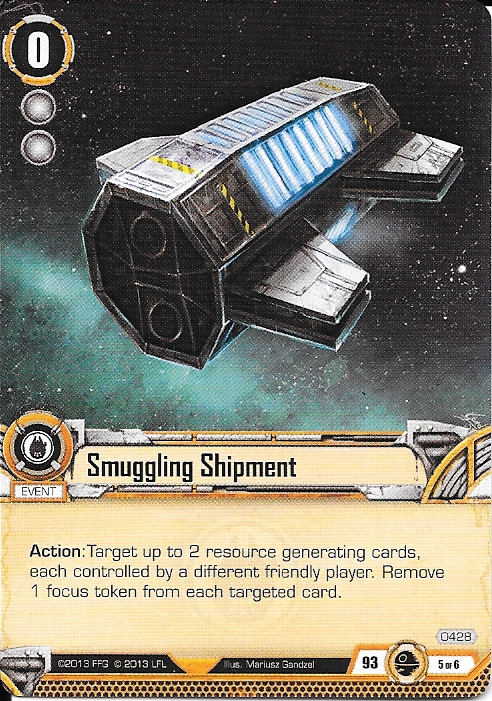 0
Smuggling Shipment
EVENT
Action:Target up to 2 resource generating cards,
each controlled by a different friendly player. Remove
1 focus token from each targeted card.
0428
©2013 FFG © 2013 LFL
Illus. Mariusz Gandzel
93
5 OF 6